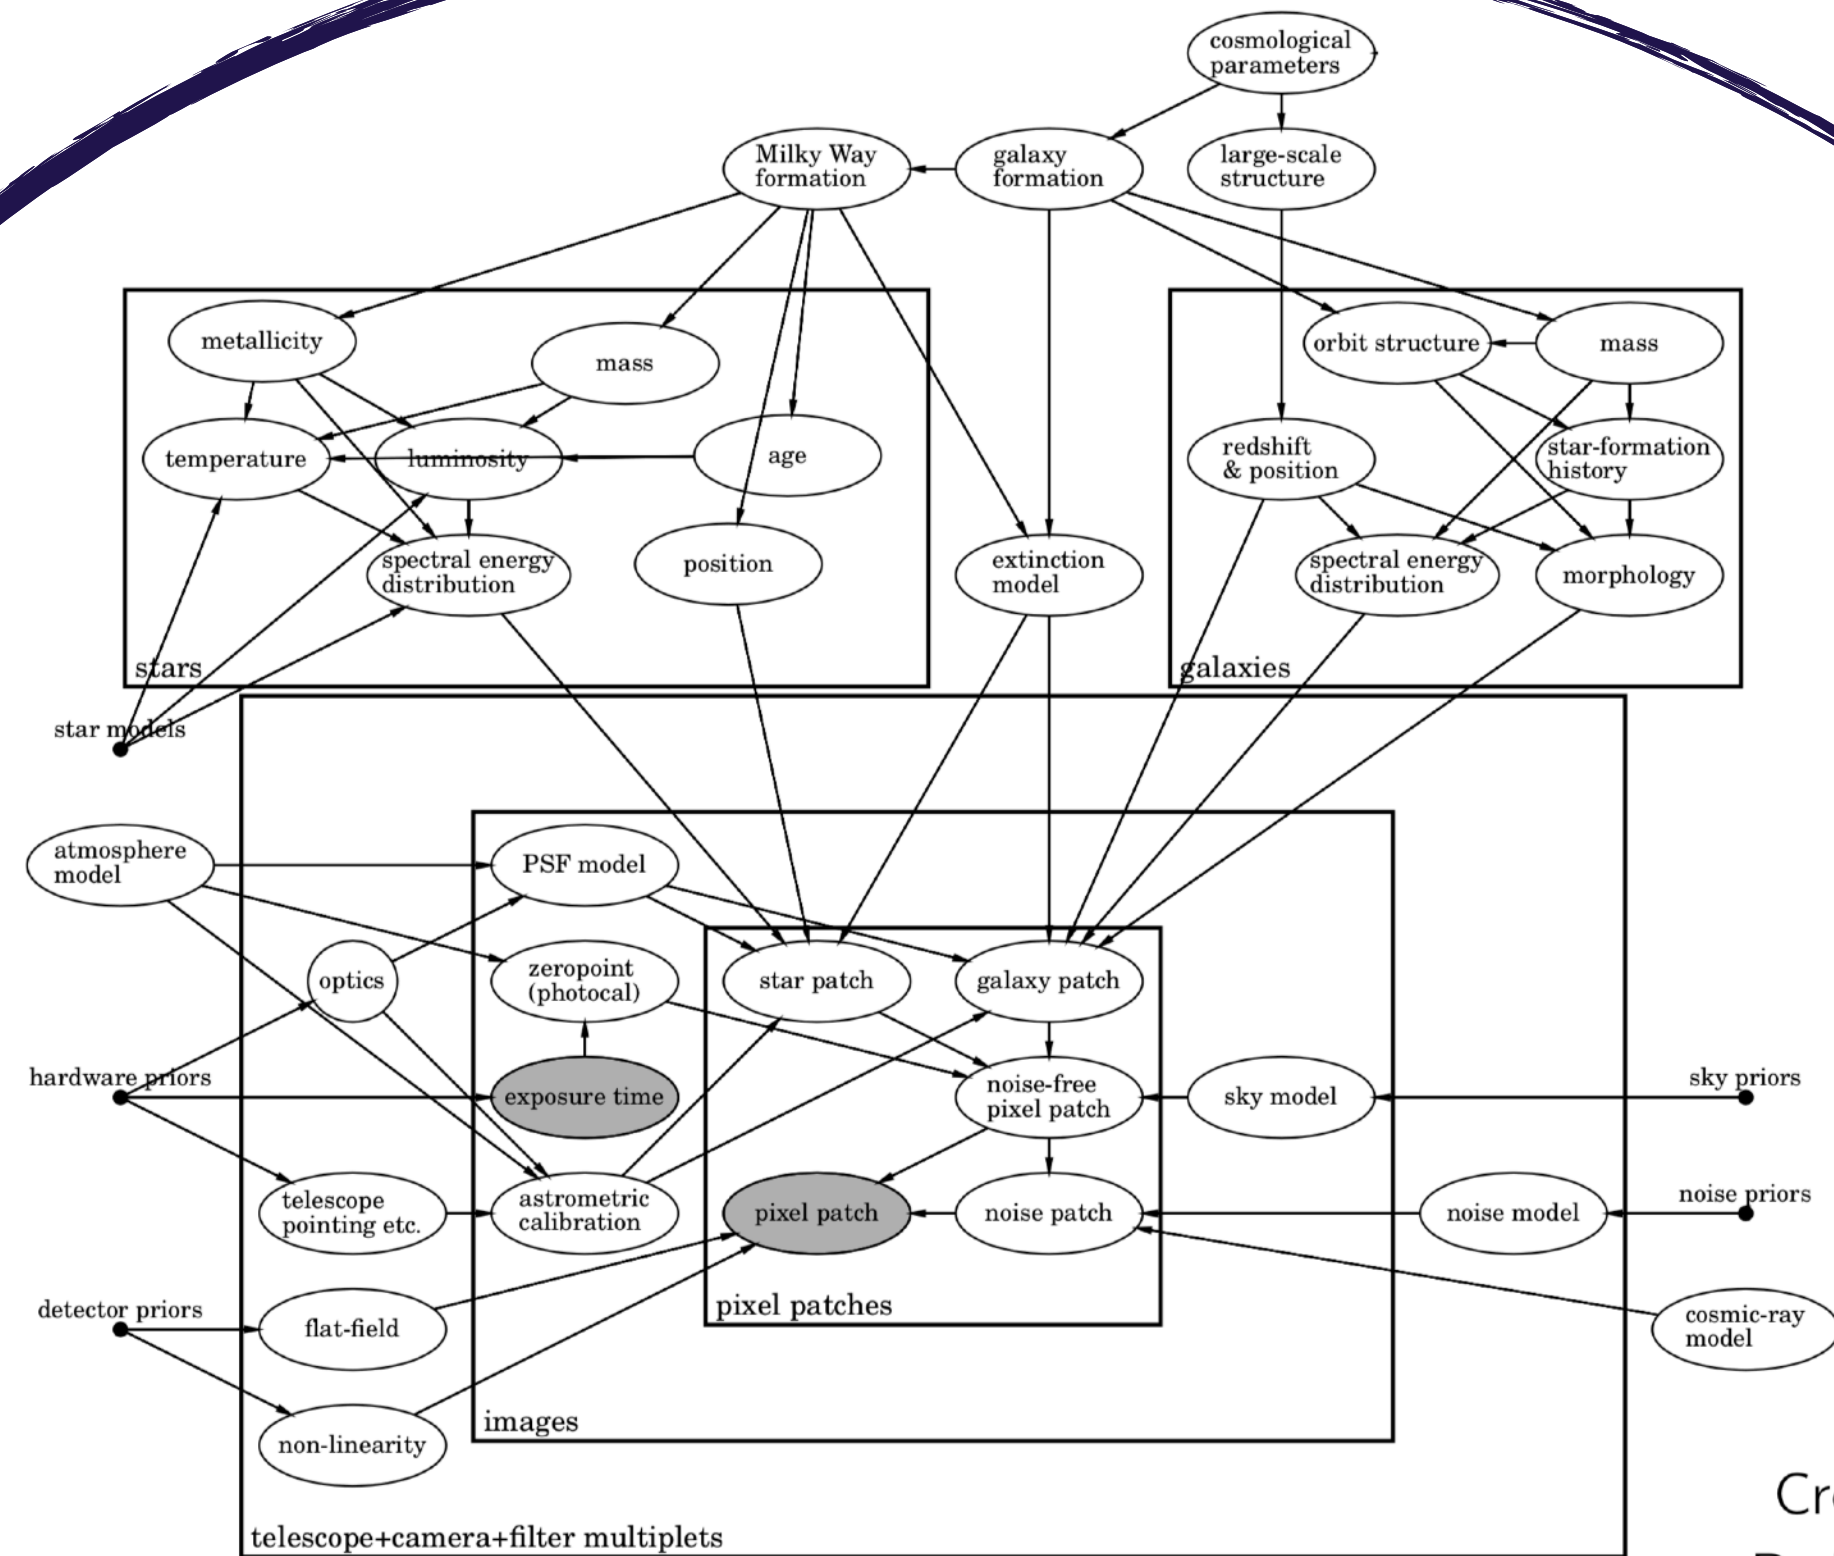 cosmological
parameters
Milky Way
formation
galaxy
formation
large-scale
structure
metallicity
mass
orbit structure
mass
temperature
luminosity
age
redshift
& position
star-formation
history
spectral energy
distribution
position
extinction
model
spectral energy
distribution
morphology
stars
galaxies
star models
atmosphere
model
PSF model
optics
zeropoint
(photocal)
star patch
galaxy patch
hardware priors
exposure time
noise-free
pixel patch
sky model
sky priors
telescope
pointing etc.
astrometric
calibration
pixel patch
noise patch
noise model
noise priors
detector priors
flat-field
pixel patches
cosmic-ray
model
images
non-linearity
telescope+camera+filter multiplets